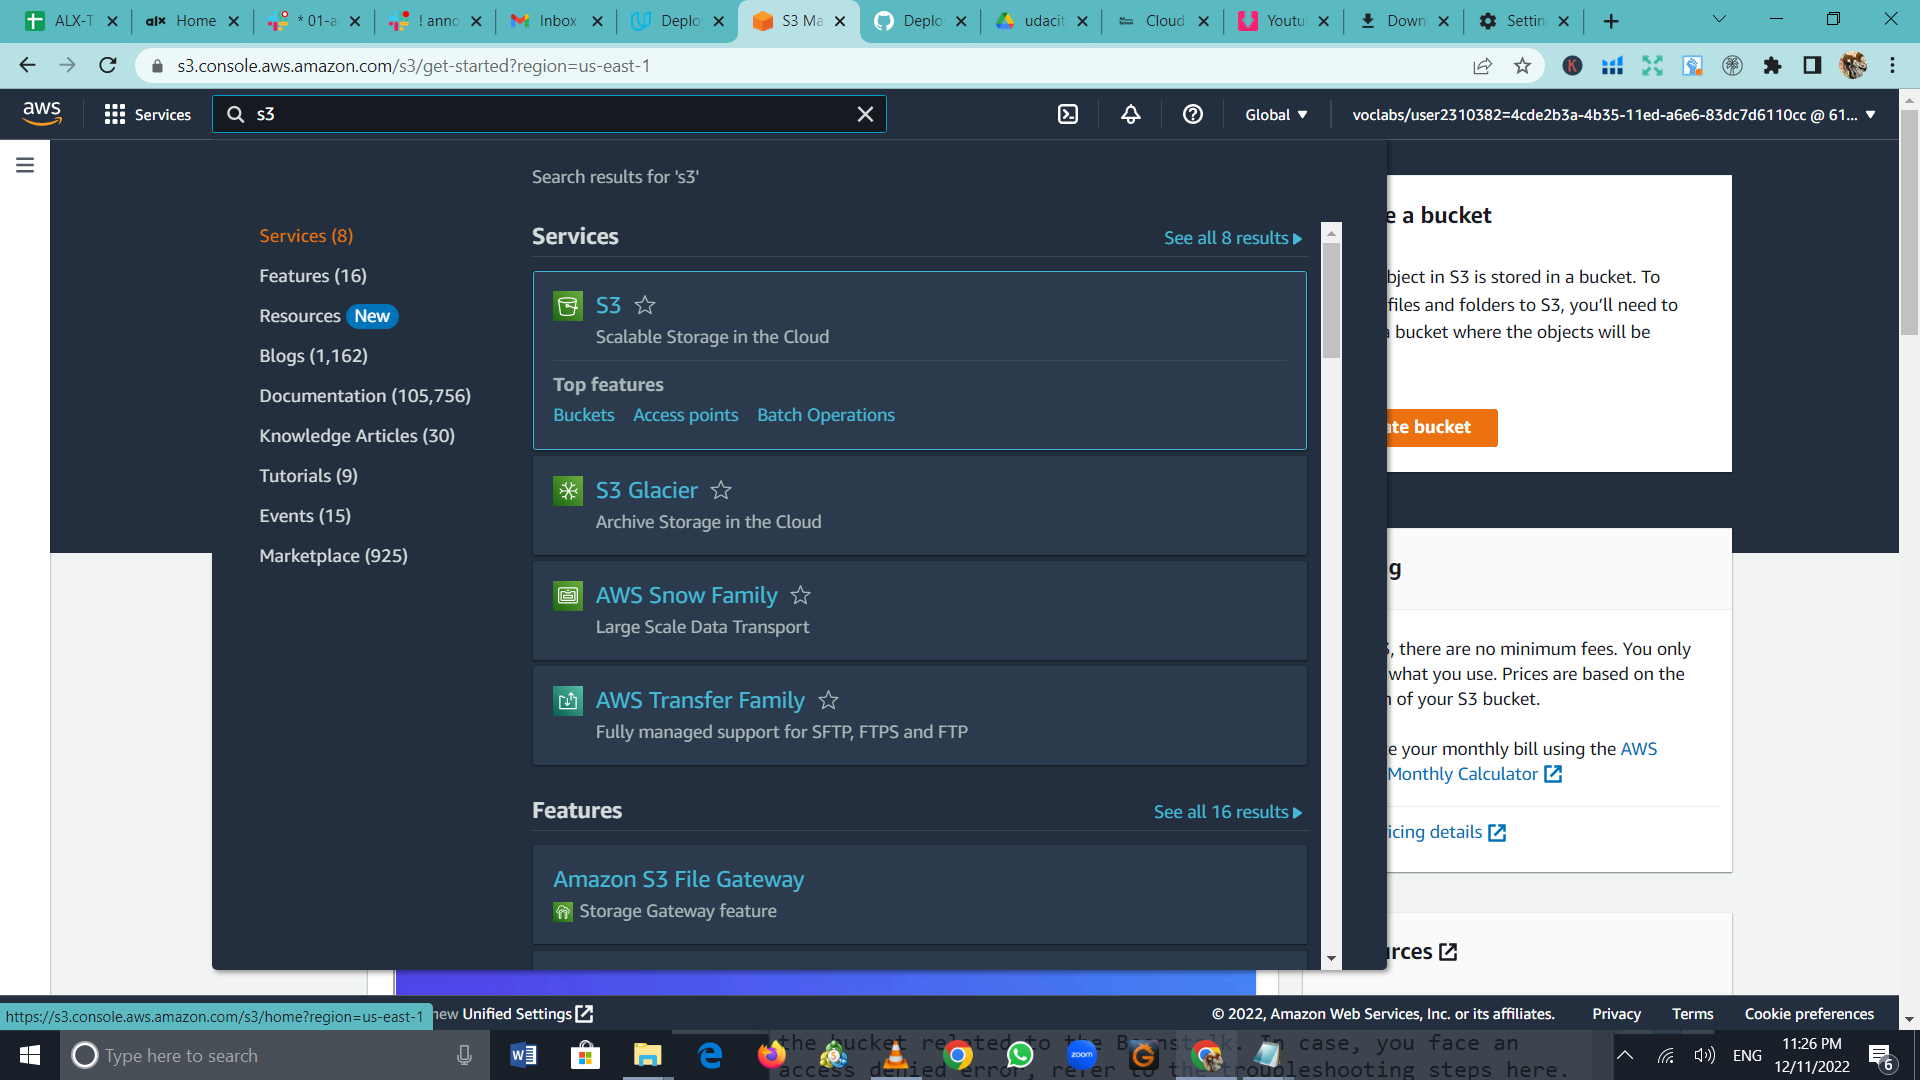 ALX-T
alx Home
* 01-a
! anno
Inbox
Deplo
S3 Ma
Deplo
udacit
Cloud
Youtu
Down
Settin
s3.console.aws.amazon.com/s3/get-started?region=us-east-1
K
aws
Services
s3
Global
voclabs/user2310382=4cde2b3a-4b35-11ed-a6e6-83dc7d6110cc @ 61...
Search results for 's3'
Services (8)
Features (16)
Resources New
Blogs (1,162)
Documentation (105,756)
Knowledge Articles (30)
Tutorials (9)
Events (15)
Marketplace (925)
Services
See all 8 results
S3
Scalable Storage in the Cloud
Top features
Buckets Access points Batch Operations
S3 Glacier
Archive Storage in the Cloud
AWS Snow Family
Large Scale Data Transport
AWS Transfer Family
Fully managed support for SFTP, FTPS and FTP
Features
See all 16 results
Amazon S3 File Gateway
Storage Gateway feature
e a bucket
bject in S3 is stored in a bucket. To
files and folders to S3, you'll need to
a bucket where the objects will be
ate bucket
g
, there are no minimum fees. You only
what you use. Prices are based on the
n of your S3 bucket.
e your monthly bill using the AWS
Monthly Calculator
icing details
urces
https://s3.console.aws.amazon.com/s3/home?region=us-east-1
new Unified Settings
© 2022, Amazon Web Services, Inc. or its affiliates.
Privacy
Terms
Cookie preferences
Type here to search
the bucket related to the In case, you face an
access denied error, refer to the troubleshooting steps here.
zoom
ENG
11:26 PM
12/11/2022
6